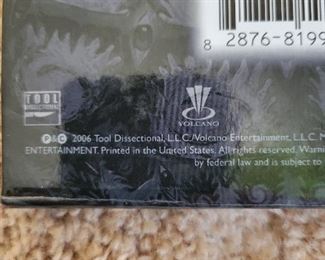 8 2876-8199
TOOL
DISSECTIONAL
VOLCANO
℗ & © 2006 Tool Dissectional, L.L.C./Volcano Entertainment, L.L.C.
ENTERTAINMENT. Printed in the United States. All rights reserved.
by federal law and is subject to